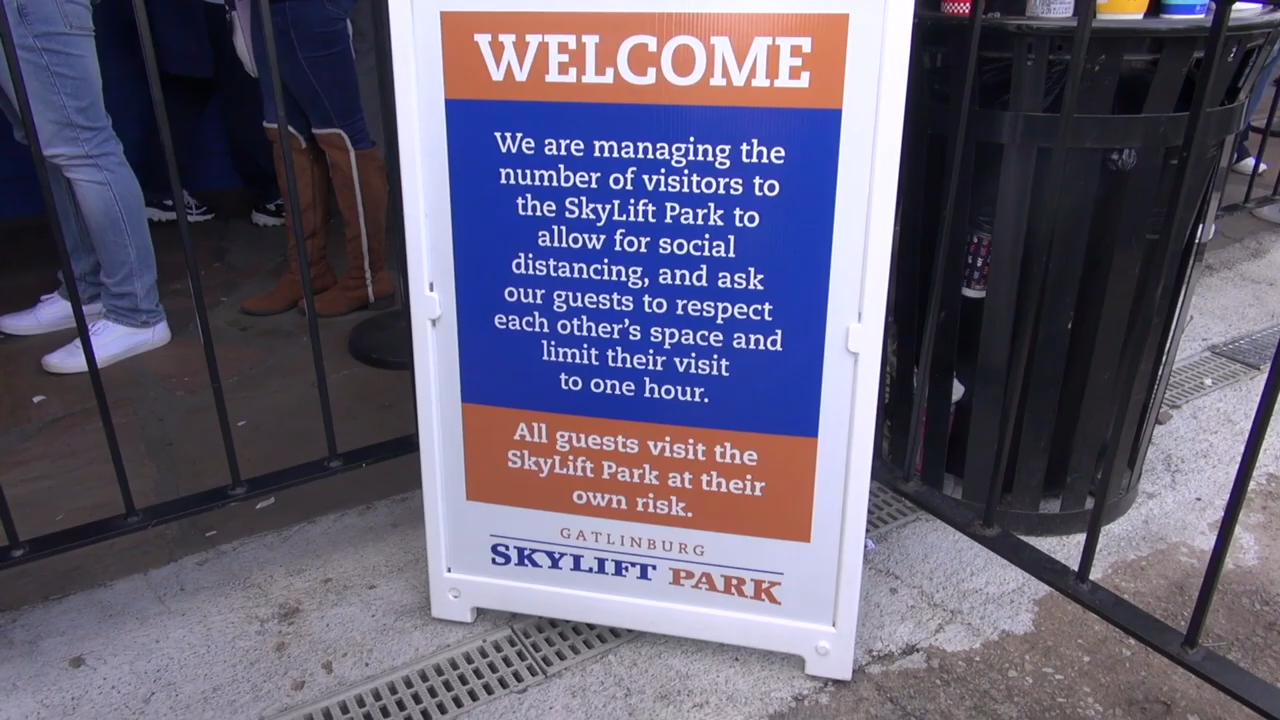 WELCOME
We are managing the
number of visitors to
the SkyLift Park to
allow for social
distancing, and ask
our guests to respect
each other's space and
limit their visit
to one hour.
All guests visit the
SkyLift Park at their
own risk.
GATLINBURG
SKYLIFT PARK